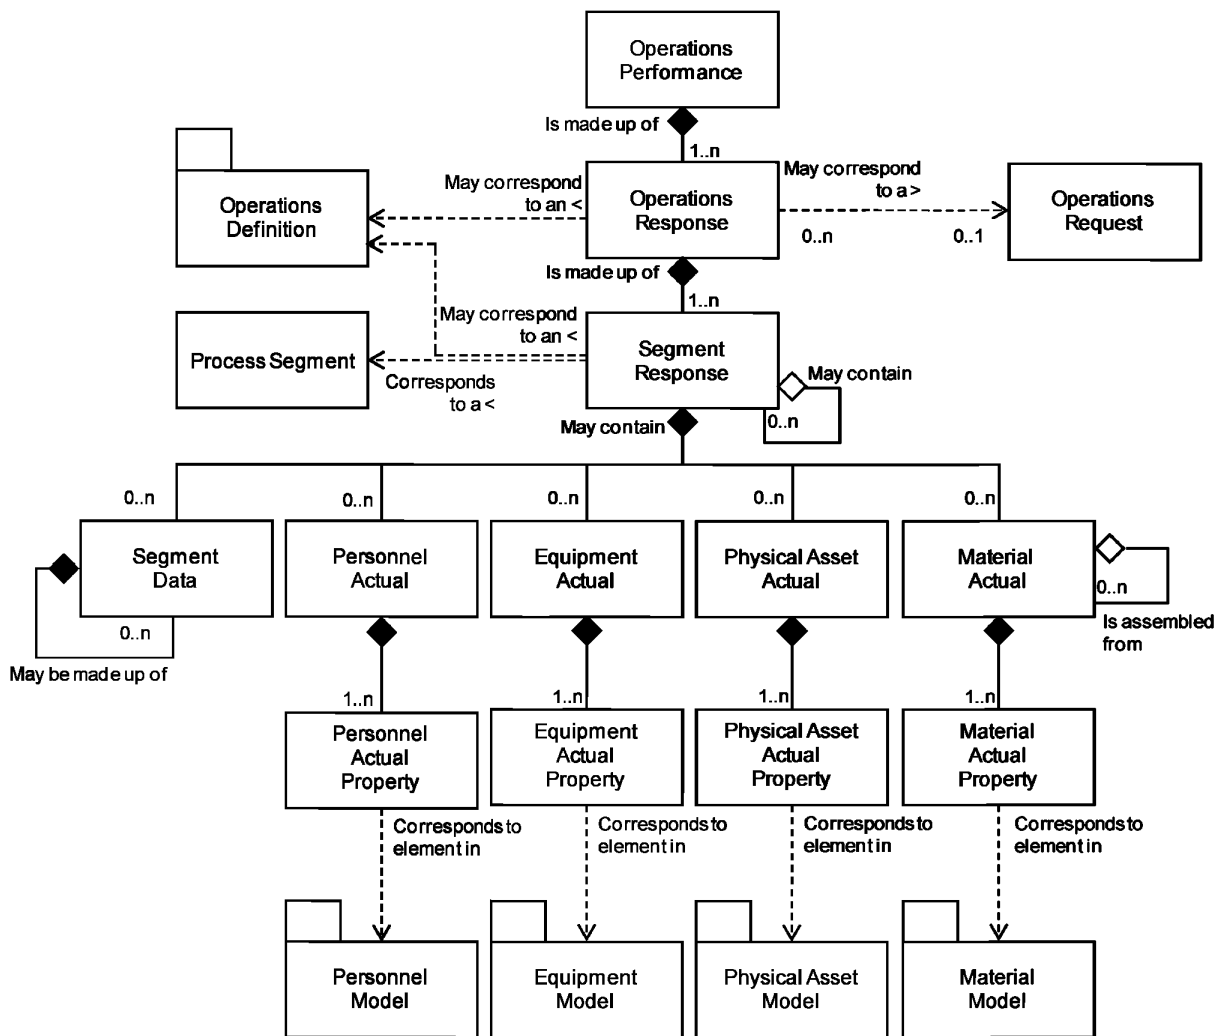 Operations
Performance
Is made up of
1..n
May correspond
to an <
Operations
Response
May correspond
to a >
0..n
0..1
Operations
Request
Operations
Definition
Is made up of
1..n
May correspond
to an <
Process Segment
Corresponds
to a <
Segment
Response
May contain
0..n
May contain
0..n
0..n
0..n
0..n
0..n
Segment
Data
Personnel
Actual
Equipment
Actual
Physical Asset
Actual
Material
Actual
0..n
Is assembled
from
0..n
May be made up of
1..n
1..n
1..n
1..n
Personnel
Actual
Property
Equipment
Actual
Property
Physical Asset
Actual
Property
Material
Actual
Property
Corresponds to
element in
Corresponds to
element in
Corresponds to
element in
Corresponds to
element in
Personnel
Model
Equipment
Model
Physical Asset
Model
Material
Model